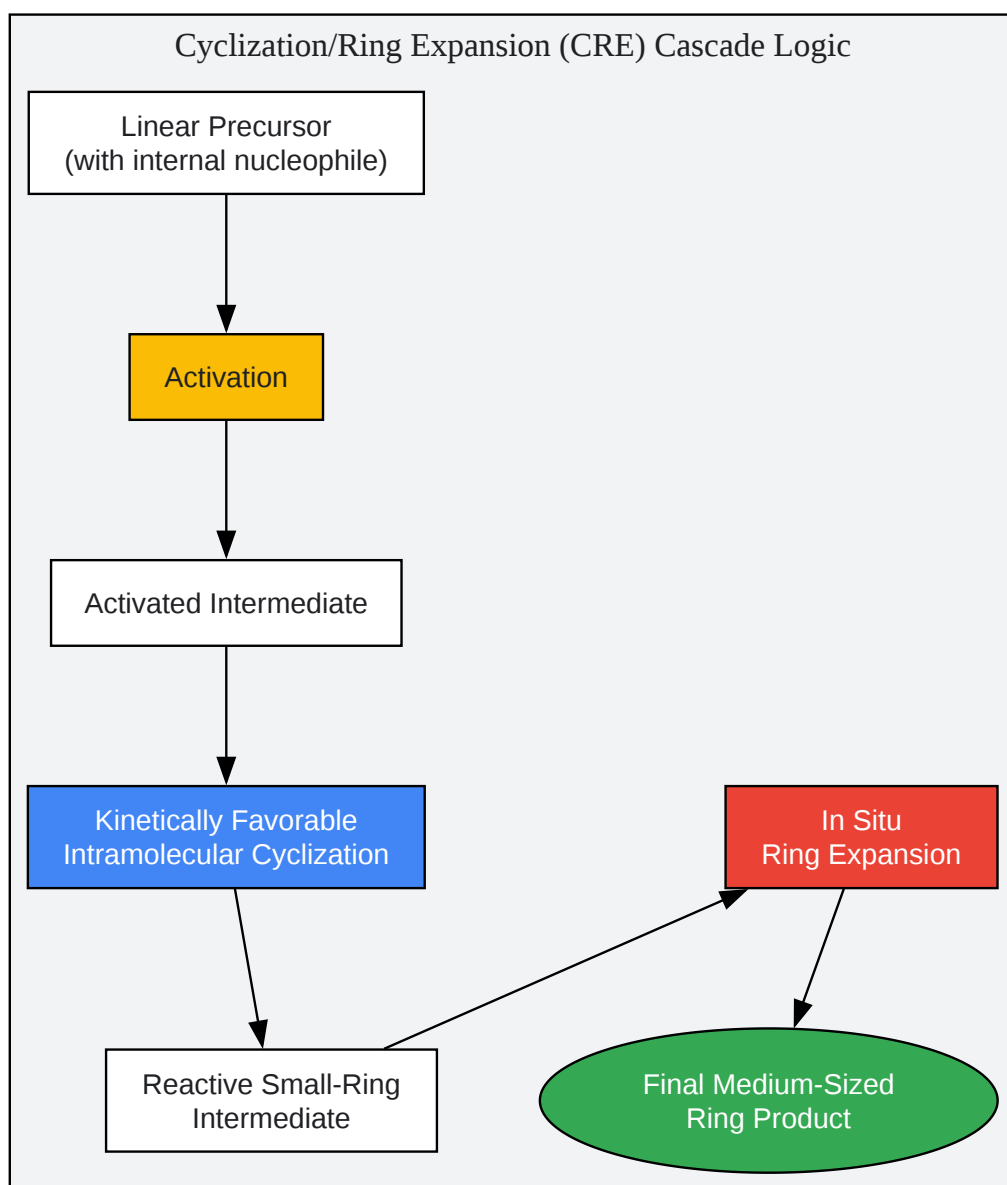 Cyclization/Ring Expansion (CRE) Cascade Logic
Linear Precursor
(with internal nucleophile)
Activation
Activated Intermediate
Kinetically Favorable
Intramolecular Cyclization
In Situ
Ring Expansion
Reactive Small-Ring
Intermediate
Final Medium-Sized
Ring Product